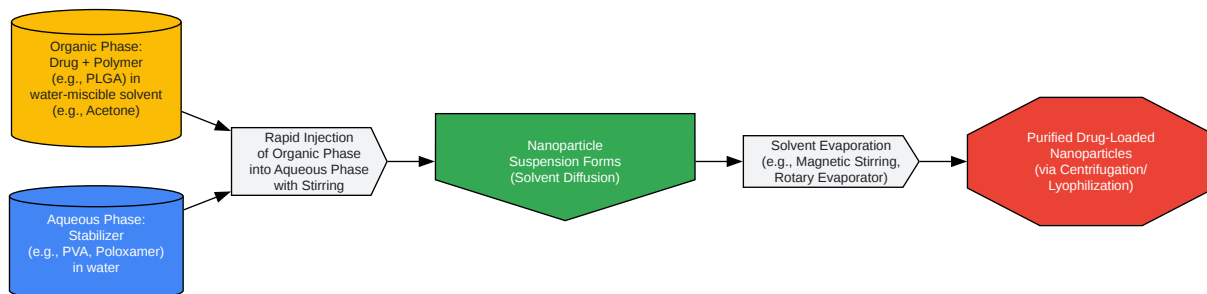 Organic Phase:
Drug + Polymer
(e.g., PLGA) in
water-miscible solvent
(e.g., Acetone)
Aqueous Phase:
Stabilizer
(e.g., PVA, Poloxamer)
in water
Rapid Injection
of Organic Phase
into Aqueous Phase
with Stirring
Nanoparticle
Suspension Forms
(Solvent Diffusion)
Solvent Evaporation
(e.g., Magnetic Stirring,
Rotary Evaporator)
Purified Drug-Loaded
Nanoparticles
(via Centrifugation/
Lyophilization)